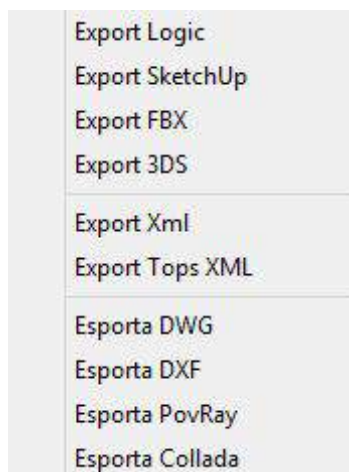 Export Logic
Export SketchUp
Export FBX
Export 3DS
Export Xml
Export Tops XML
Esporta DWG
Esporta DXF
Esporta PovRay
Esporta Collada